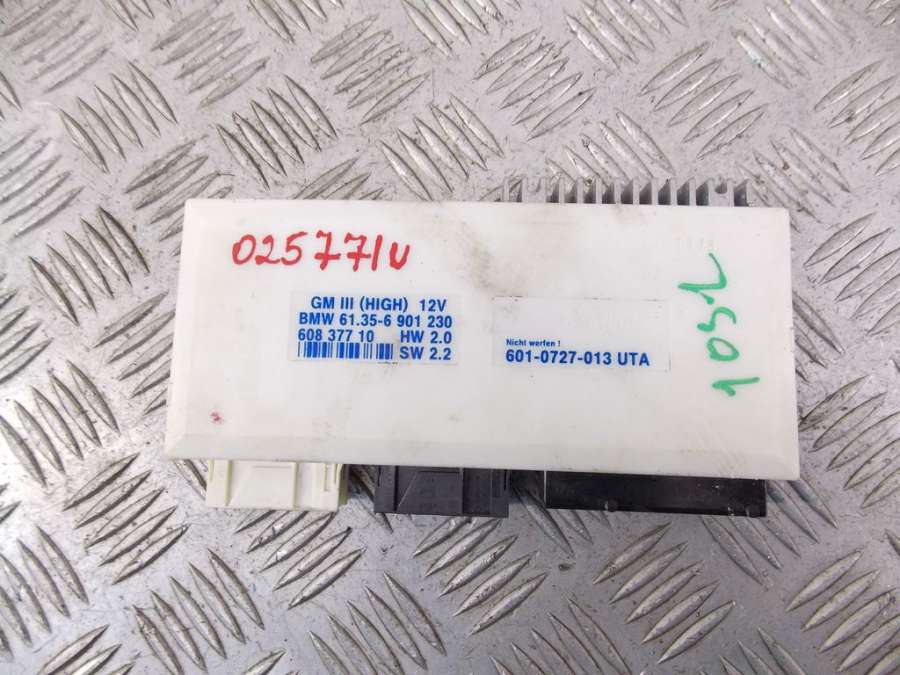 025771u
GM III (HIGH) 12V
BMW 61.35-6 901 230
608 377 10 HW 2.0
SW 2.2
Nicht werfen !
601-0727-013 UTA